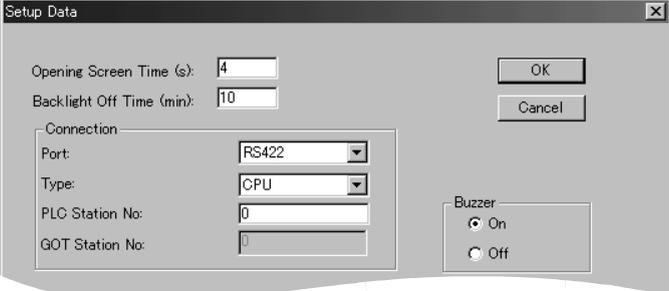 Setup Data
Opening Screen Time (s): 4
OK
Backlight Off Time (min): 10
Cancel
Connection
Port: RS422
Type: CPU
PLC Station No: 0
GOT Station No: 0
Buzzer
On
Off